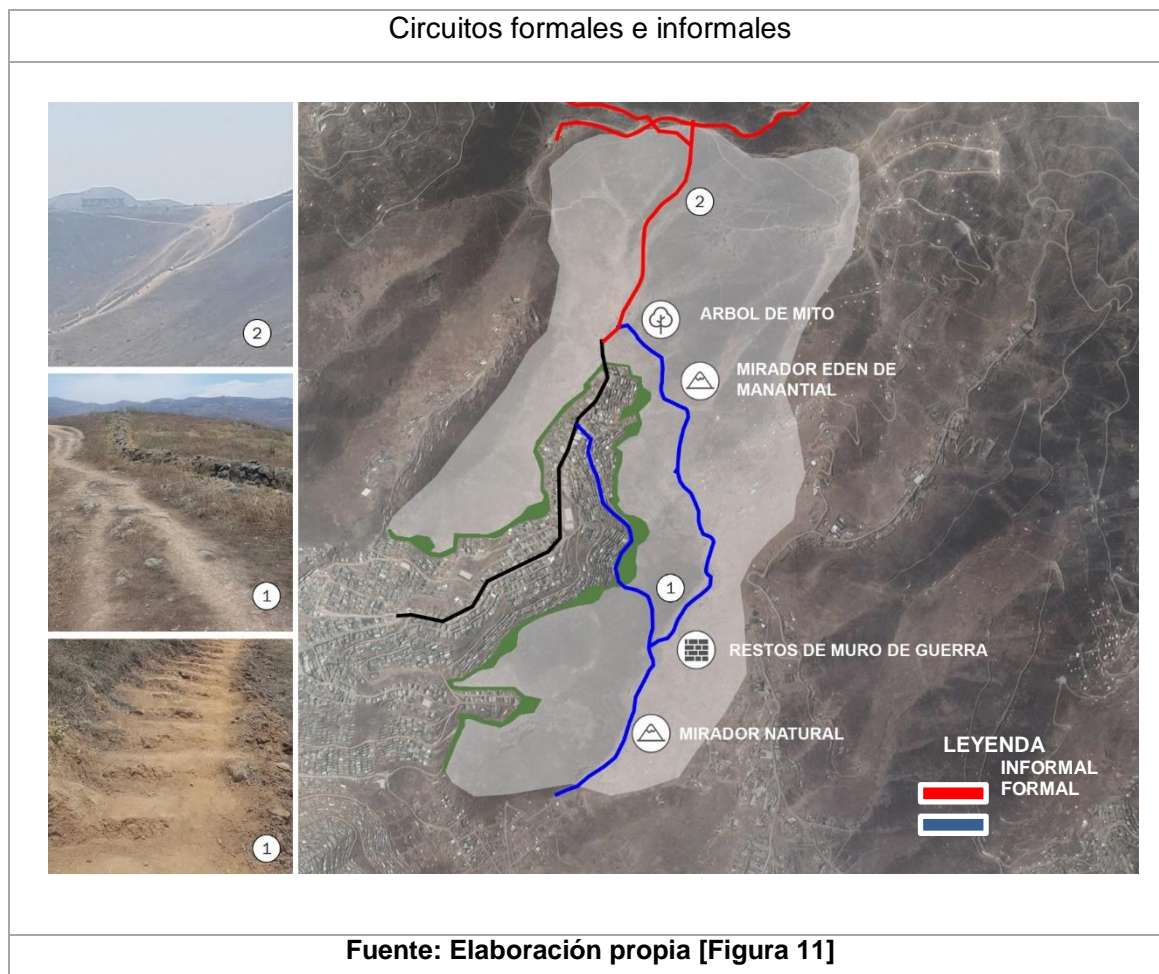 Circuitos formales e informales
2
1
1
2
ARBOL DE MITO
MIRADOR EDEN DE
MANANTIAL
1
RESTOS DE MURO DE GUERRA
MIRADOR NATURAL
LEYENDA
INFORMAL
FORMAL
Fuente: Elaboración propia [Figura 11]